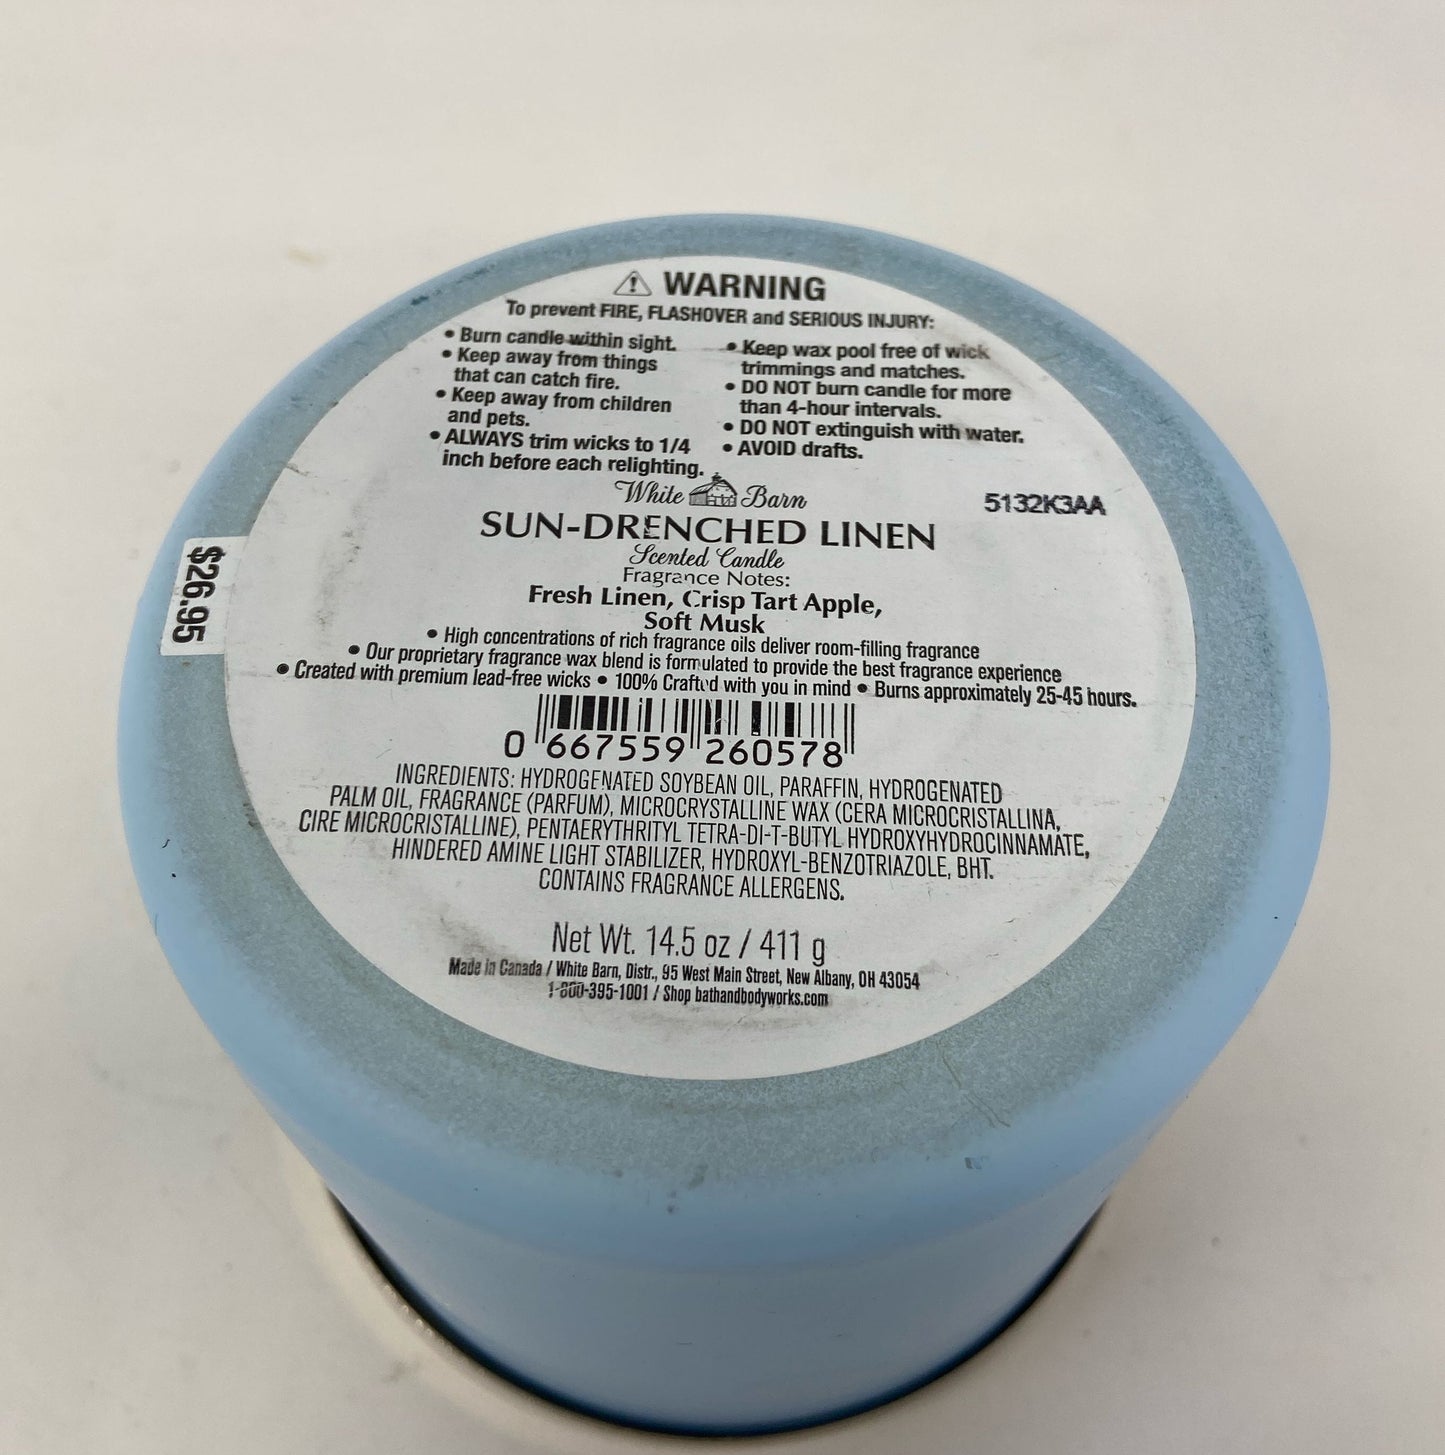 WARNING
To prevent FIRE, FLASHOVER and SERIOUS INJURY:
• Burn candle within sight.
• Keep away from things
that can catch fire.
• Keep away from children
and pets.
• ALWAYS trim wicks to 1/4
inch before each relighting.
• Keep wax pool free of wick
trimmings and matches.
• DO NOT burn candle for more
than 4-hour intervals.
• DO NOT extinguish with water.
• AVOID drafts.
White Barn
5132K3AA
SUN-DRENCHED LINEN
Scented Candle
Fragrance Notes:
Fresh Linen, Crisp Tart Apple,
Soft Musk
• High concentrations of rich fragrance oils deliver room-filling fragrance
• Our proprietary fragrance wax blend is formulated to provide the best fragrance experience
• Created with premium lead-free wicks • 100% Crafted with you in mind • Burns approximately 25-45 hours.
$26.95
0 667559 260578
INGREDIENTS: HYDROGENATED SOYBEAN OIL, PARAFFIN, HYDROGENATED
PALM OIL, FRAGRANCE (PARFUM), MICROCRYSTALLINE WAX (CERA MICROCRISTALLINA,
CIRE MICROCRISTALLINE), PENTAERYTHRITYL TETRA-DI-T-BUTYL HYDROXYHYDROCINNAMATE,
HINDERED AMINE LIGHT STABILIZER, HYDROXYL-BENZOTRIAZOLE, BHT.
CONTAINS FRAGRANCE ALLERGENS.
Net Wt. 14.5 oz / 411 g
Made in Canada / White Barn, Distr., 95 West Main Street, New Albany, OH 43054
1-800-395-1001 / Shop bathandbodyworks.com